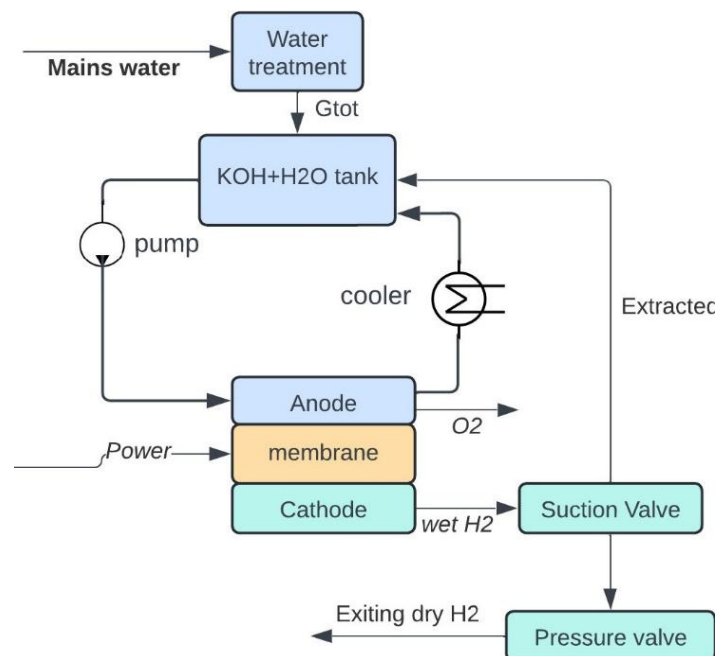 Water
treatment
Mains water
Gtot
KOH+H2O tank
pump
cooler
Extracted
Anode
O2
Power
membrane
Cathode
wet H2
Suction Valve
Exiting dry H2
Pressure valve